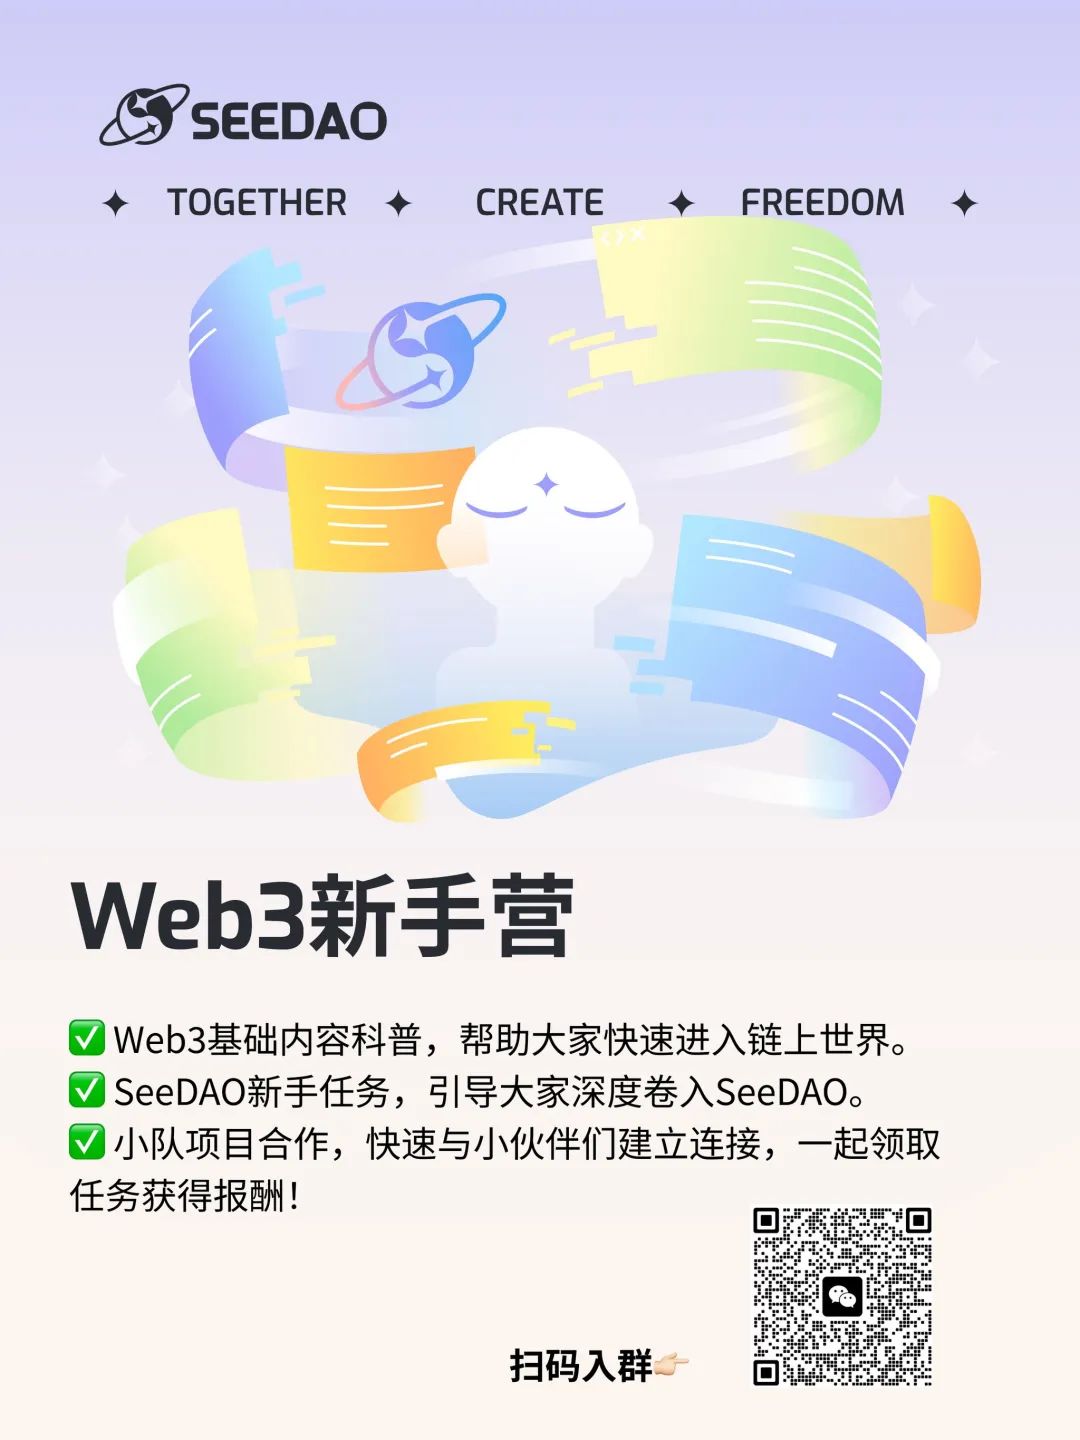 SEEDAO
TOGETHER CREATE FREEDOM
Web3新手营
✅ Web3基础内容科普，帮助大家快速进入链上世界。
✅ SeeDAO新手任务，引导大家深度卷入SeeDAO。
✅ 小队项目合作，快速与小伙伴们建立连接，一起领取
任务获得报酬！
扫码入群👉🏻